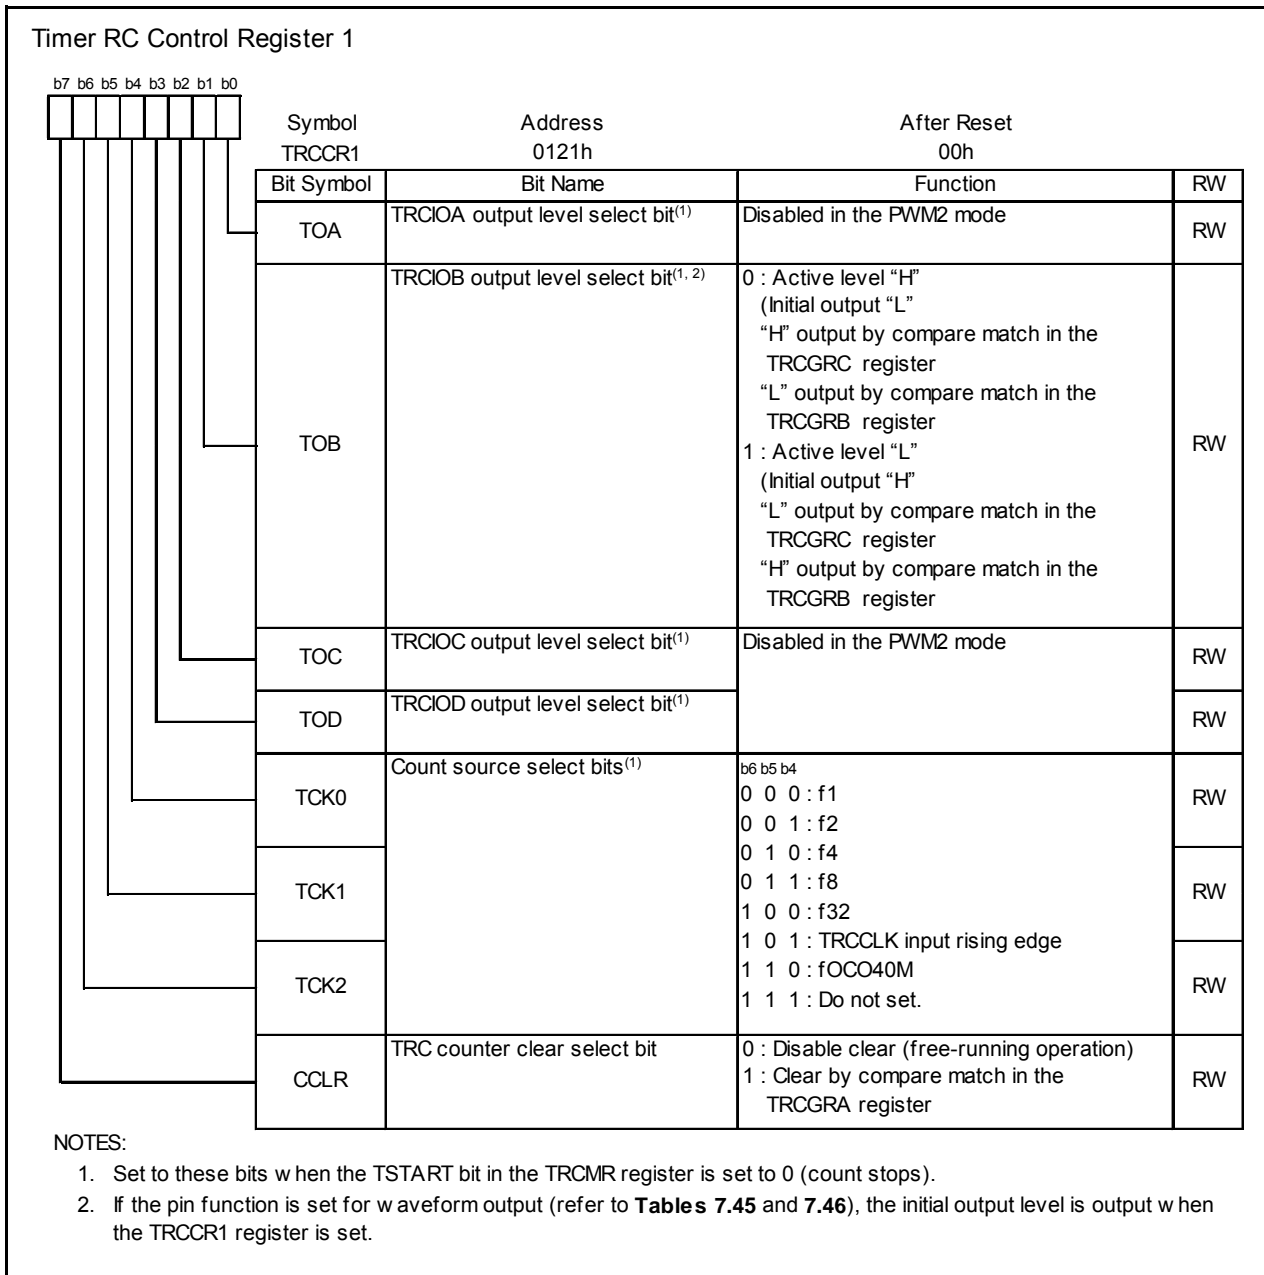 Timer RC Control Register 1
b7 b6 b5 b4 b3 b2 b1 b0
Symbol Address After Reset
TRCCR1 0121h 00h
Bit Symbol Bit Name Function RW
TOA TRCIOA output level select bit(1) Disabled in the PWM2 mode RW
TOB TRCIOB output level select bit(1, 2) 0 : Active level “H” RW
(Initial output “L”
“H” output by compare match in the
TRCGRC register
“L” output by compare match in the
TRCGRB register
1 : Active level “L”
(Initial output “H”
“L” output by compare match in the
TRCGRC register
“H” output by compare match in the
TRCGRB register
TOC TRCIOC output level select bit(1) Disabled in the PWM2 mode RW
TOD TRCIOD output level select bit(1) RW
TCK0 Count source select bits(1) b6 b5 b4 RW
0 0 0 : f1
0 0 1 : f2
0 1 0 : f4
TCK1 0 1 1 : f8 RW
1 0 0 : f32
1 0 1 : TRCCLK input rising edge
TCK2 1 1 0 : fOCO40M RW
1 1 1 : Do not set.
CCLR TRC counter clear select bit 0 : Disable clear (free-running operation) RW
1 : Clear by compare match in the
TRCGRA register
NOTES:
1. Set to these bits when the TSTART bit in the TRCMR register is set to 0 (count stops).
2. If the pin function is set for waveform output (refer to Tables 7.45 and 7.46), the initial output level is output when
the TRCCR1 register is set.